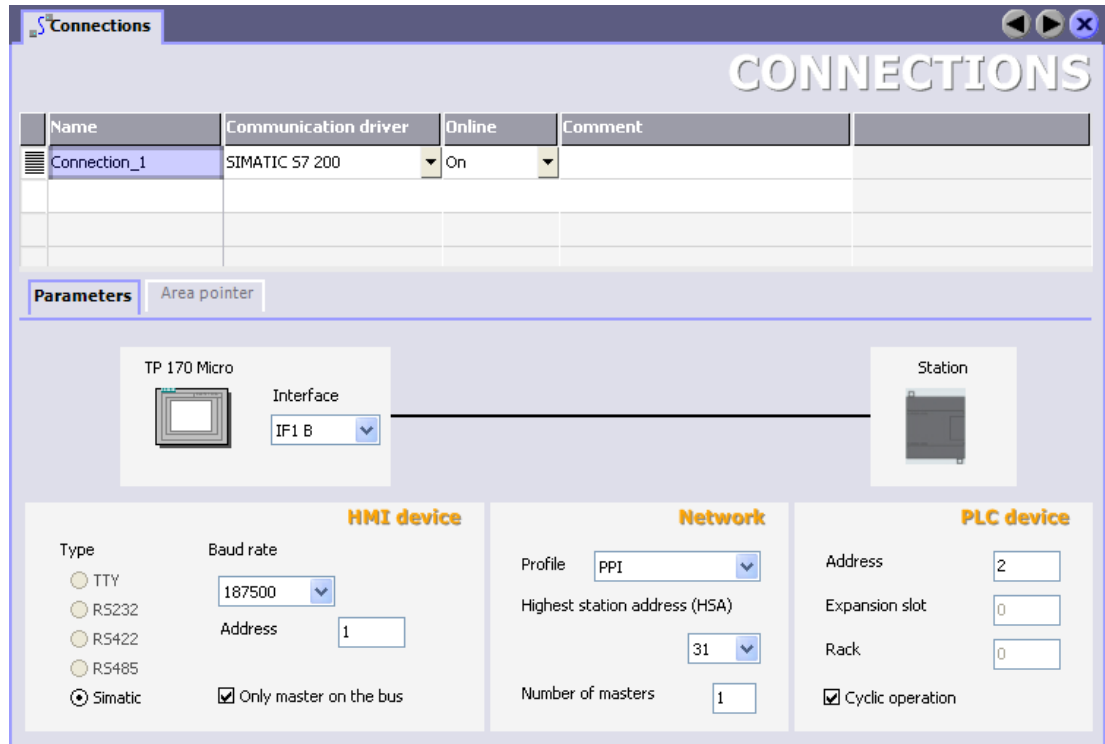 Connections
CONNECTIONS
Name Communication driver Online Comment
Connection_1 SIMATIC S7 200 On
Parameters Area pointer
TP 170 Micro
Interface
IF1 B
Station
HMI device
Type Baud rate
TTY
187500
RS232
Address 1
RS422
RS485
Simatic Only master on the bus
Network
Profile PPI
Highest station address (HSA)
31
Number of masters 1
PLC device
Address 2
Expansion slot 0
Rack 0
Cyclic operation